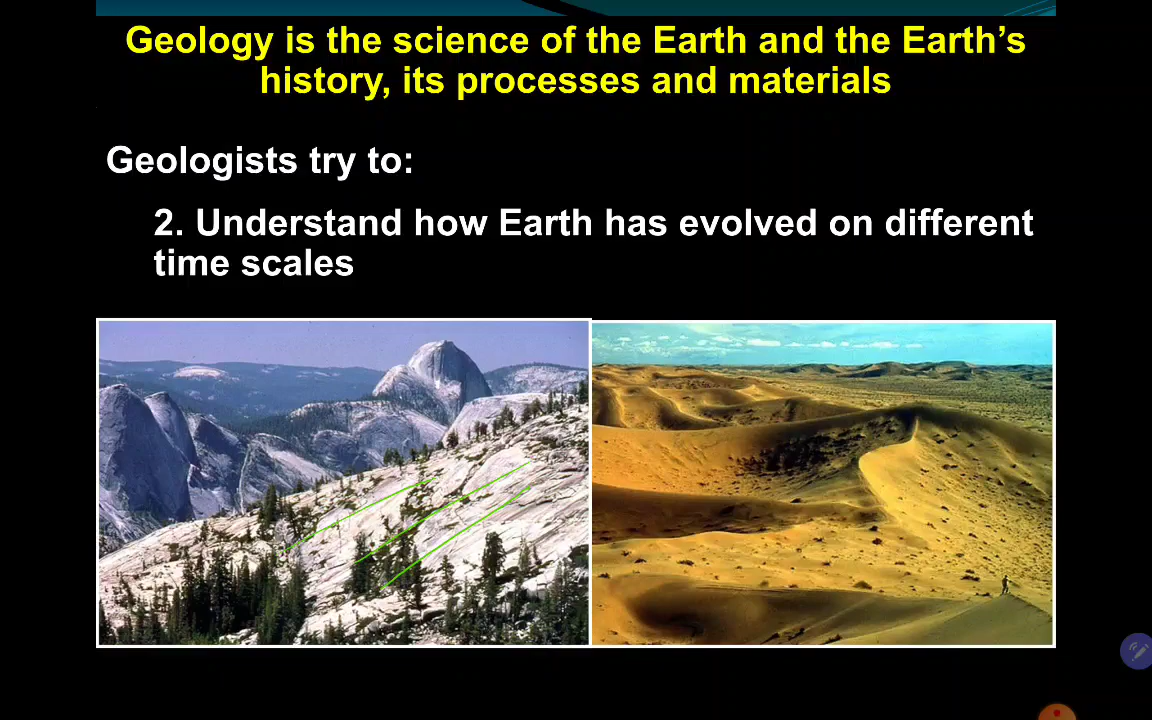 Geology is the science of the Earth and the Earth’s
history, its processes and materials
Geologists try to:
2. Understand how Earth has evolved on different
time scales